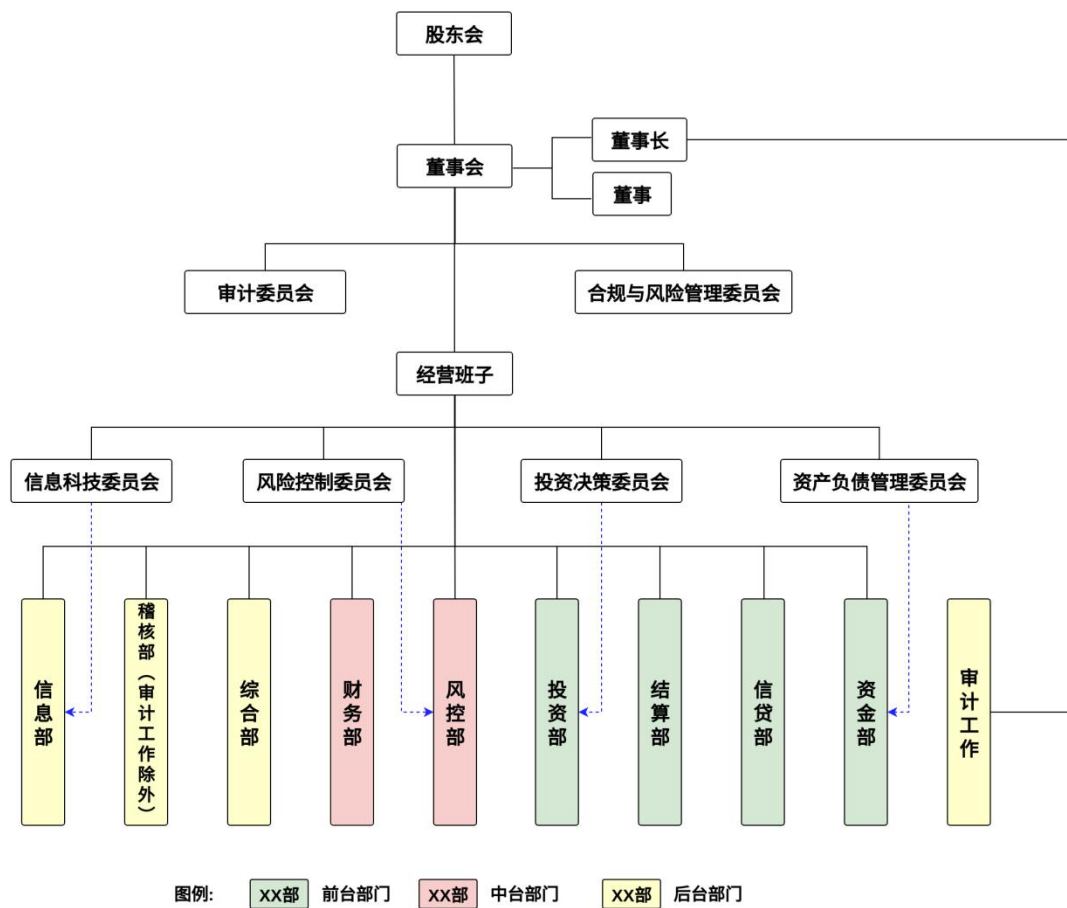 股东会
董事会
董事长
董事
审计委员会
合规与风险管理委员会
经营班子
信息科技委员会
风险控制委员会
投资决策委员会
资产负债管理委员会
信息部
稽核部（审计工作除外）
综合部
财务部
风控部
投资部
结算部
信贷部
资金部
审计工作
图例: XX部 前台部门 XX部 中台部门 XX部 后台部门